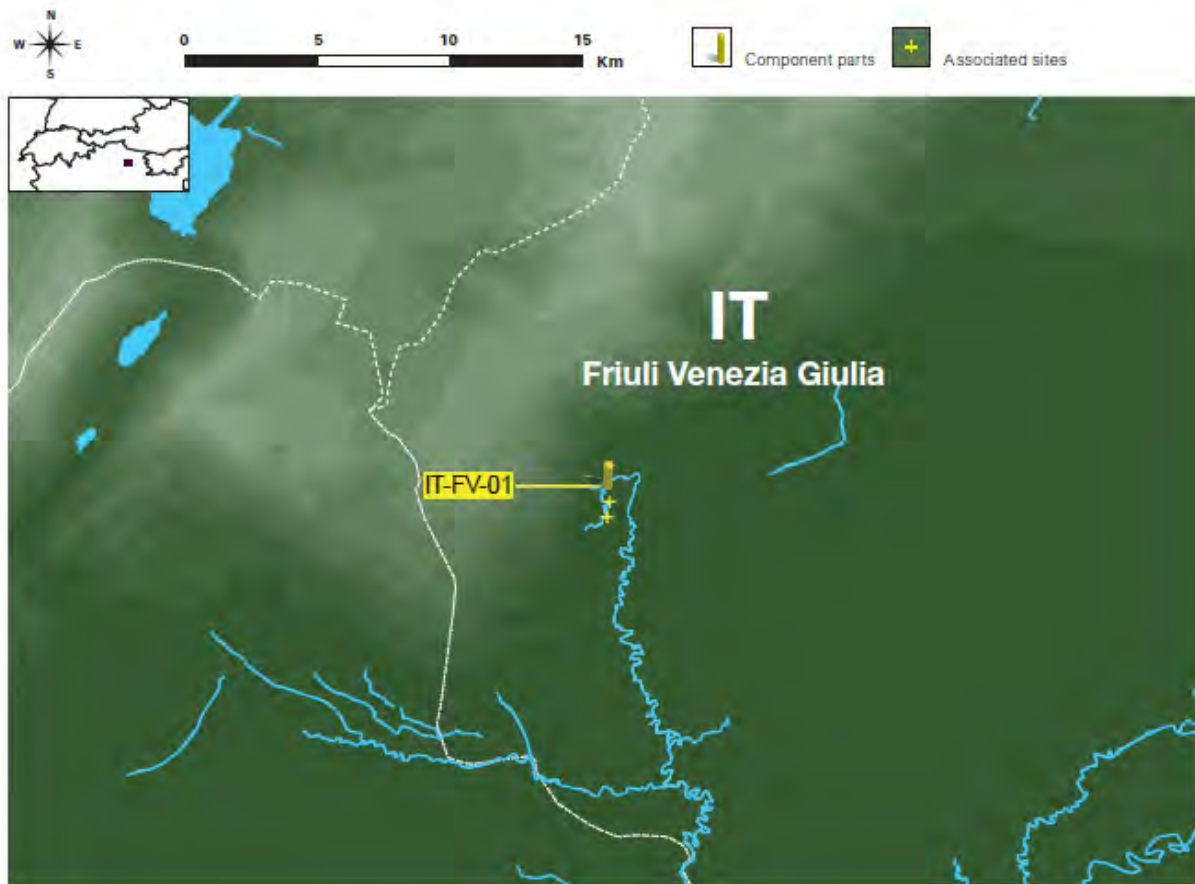 N
W E
S
0 5 10 15
Km
Component parts
Associated sites
IT
Friuli Venezia Giulia
IT-FV-01